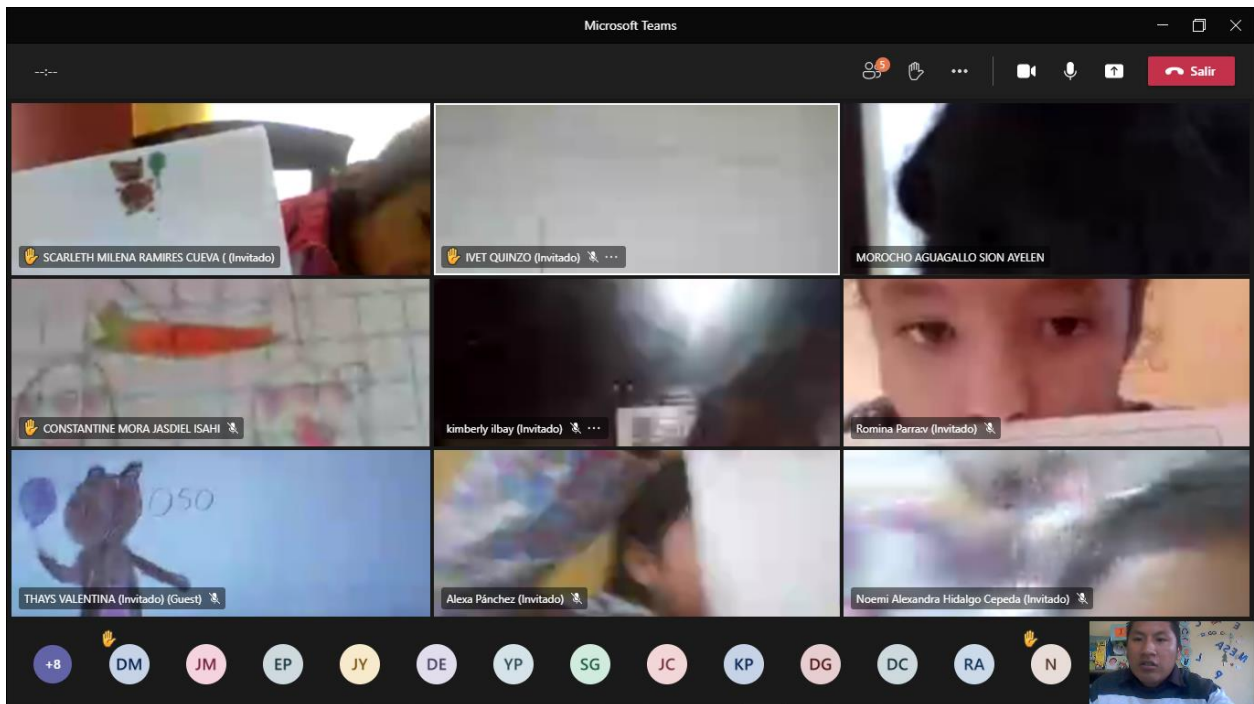 Microsoft Teams
--:--
5
Salir
SCARLETH MILENA RAMIRES CUEVA ( (Invitado)
IVET QUINZO (Invitado)
MOROCHO AGUAGALLO SION AYELEN
CONSTANTINE MORA JASDIEL ISAHI
kimberly ilbay (Invitado)
Romina Parra:v (Invitado)
OSO
THAYS VALENTINA (Invitado) (Guest)
Alexa Pánchez (Invitado)
Noemi Alexandra Hidalgo Cepeda (Invitado)
+8 DM JM EP JY DE YP SG JC KP DG DC RA N